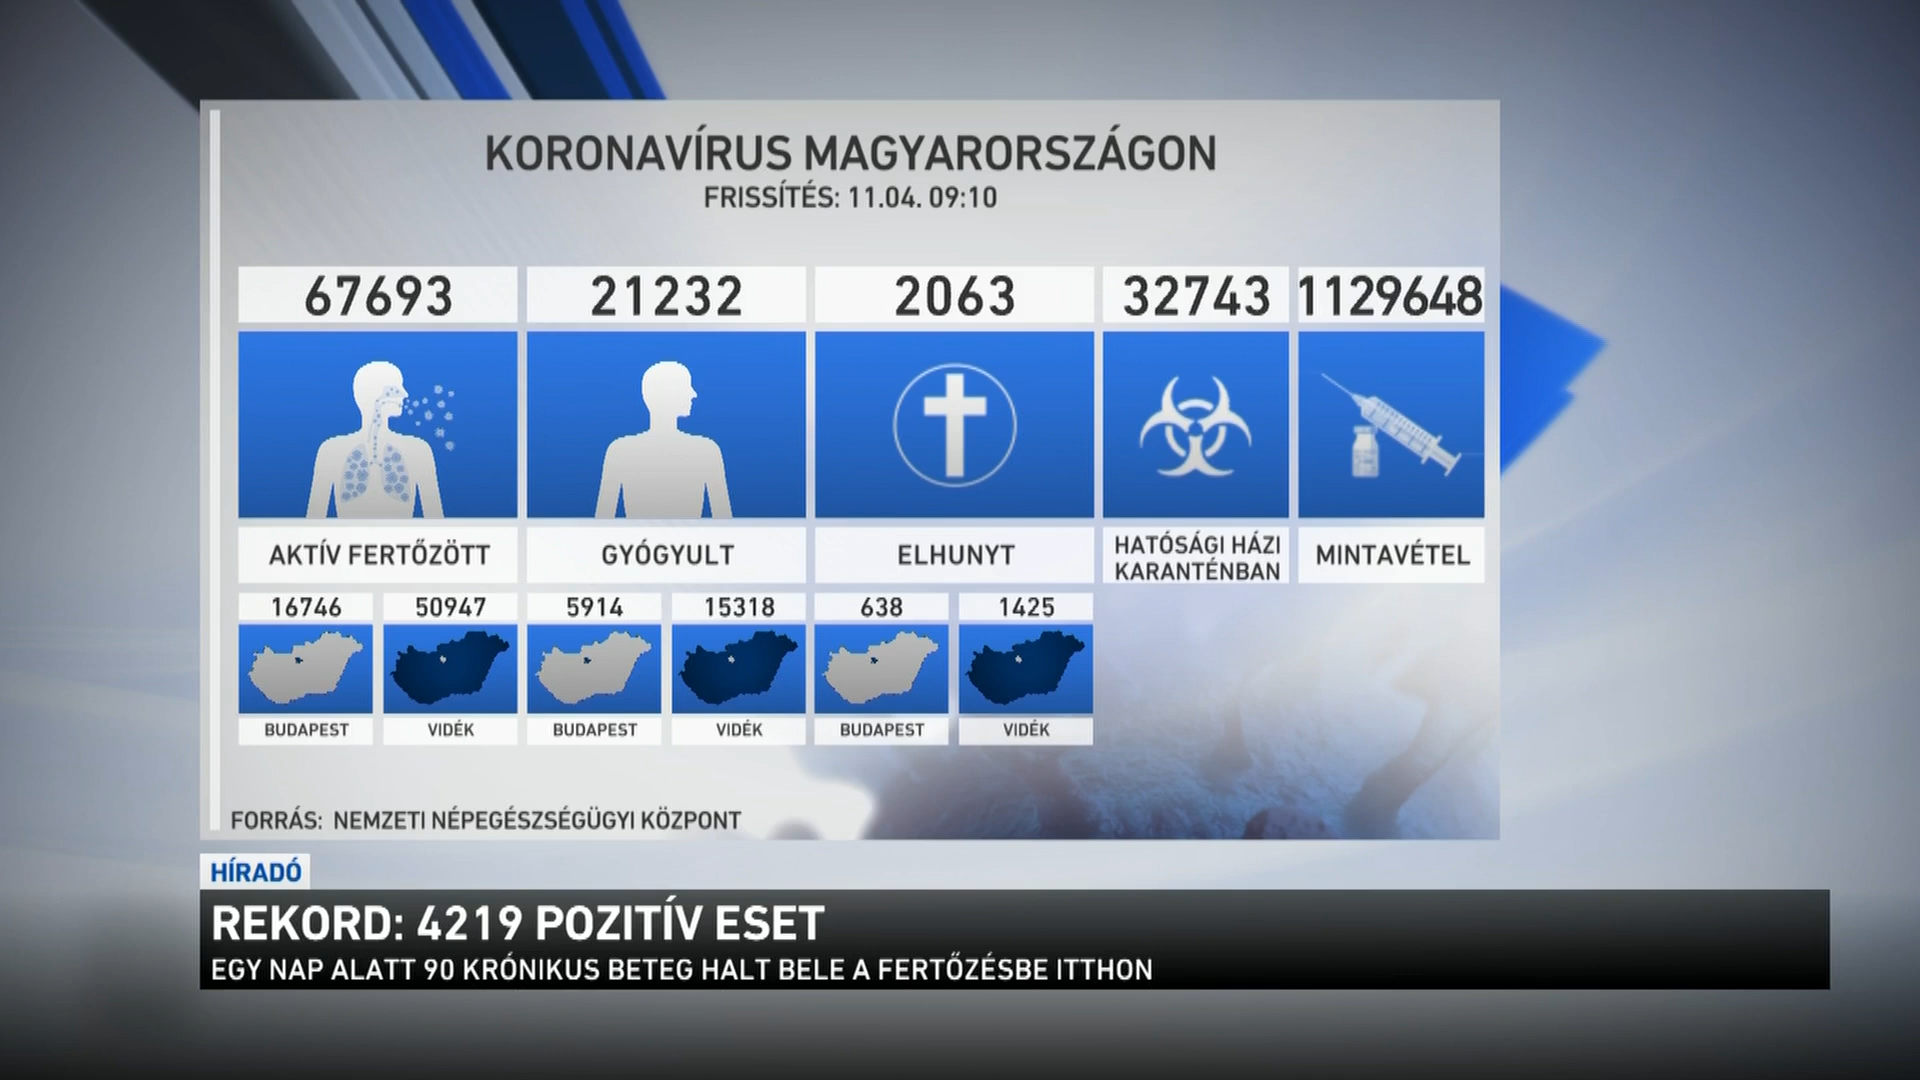 KORONAVÍRUS MAGYARORSZÁGON
FRISSÍTÉS: 11.04. 09:10
67693 21232 2063 32743 1129648
AKTÍV FERTŐZÖTT GYÓGYULT ELHUNYT HATÓSÁGI HÁZI KARANTÉNBAN MINTAVÉTEL
16746 50947 5914 15318 638 1425
BUDAPEST VIDÉK BUDAPEST VIDÉK BUDAPEST VIDÉK
FORRÁS: NEMZETI NÉPEGÉSZSÉGÜGYI KÖZPONT
HÍRADÓ
REKORD: 4219 POZITÍV ESET
EGY NAP ALATT 90 KRÓNIKUS BETEG HALT BELE A FERTŐZÉSBE ITTHON